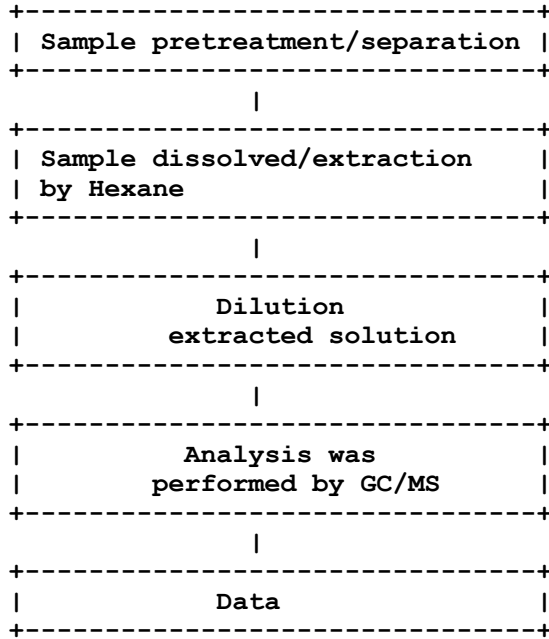 Sample pretreatment/separation
Sample dissolved/extraction
by Hexane
Dilution
extracted solution
Analysis was
performed by GC/MS
Data